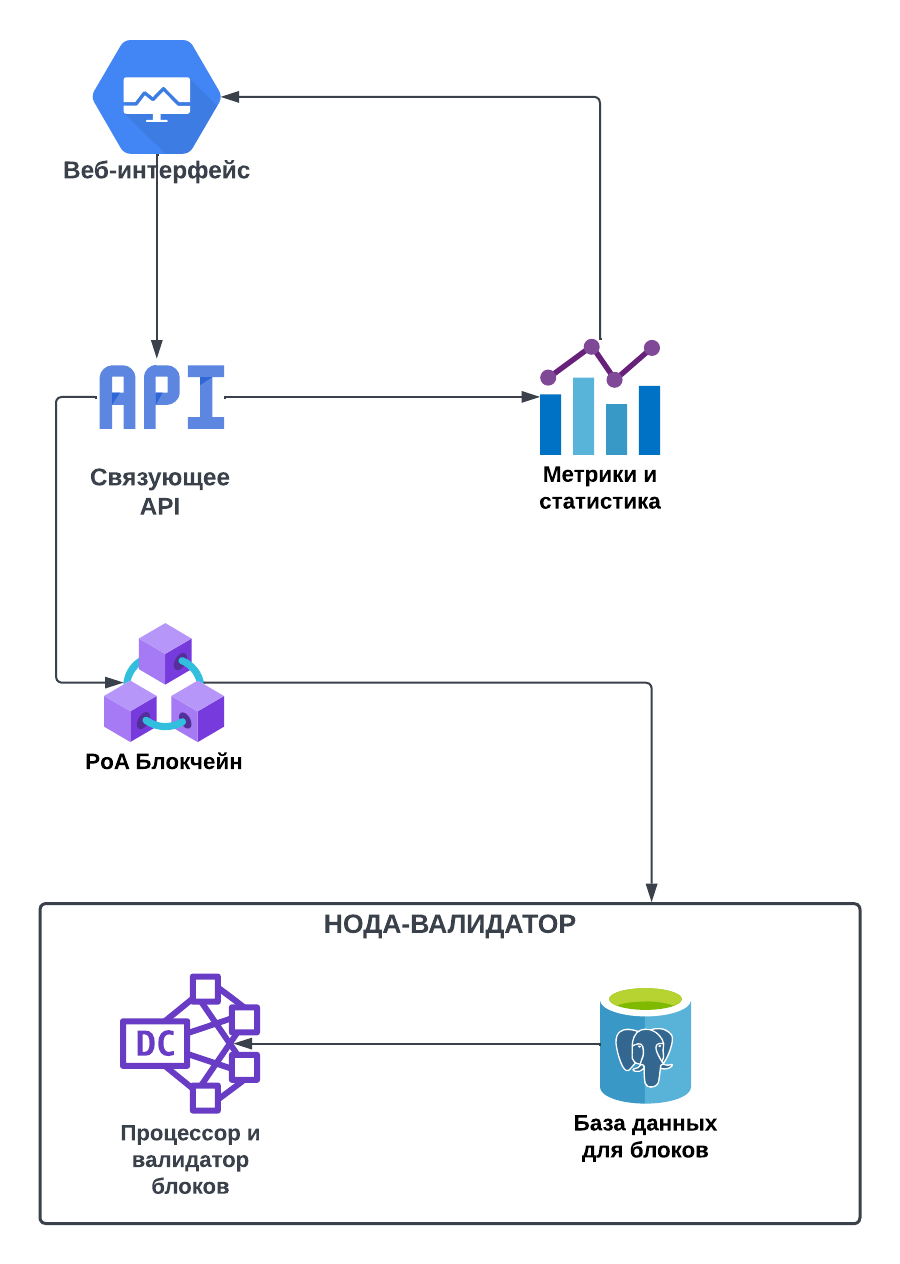 Веб-интерфейс
API
Связующее
API
Метрики и
статистика
PoA Блокчейн
НОДА-ВАЛИДАТОР
DC
Процессор и
валидатор
блоков
База данных
для блоков